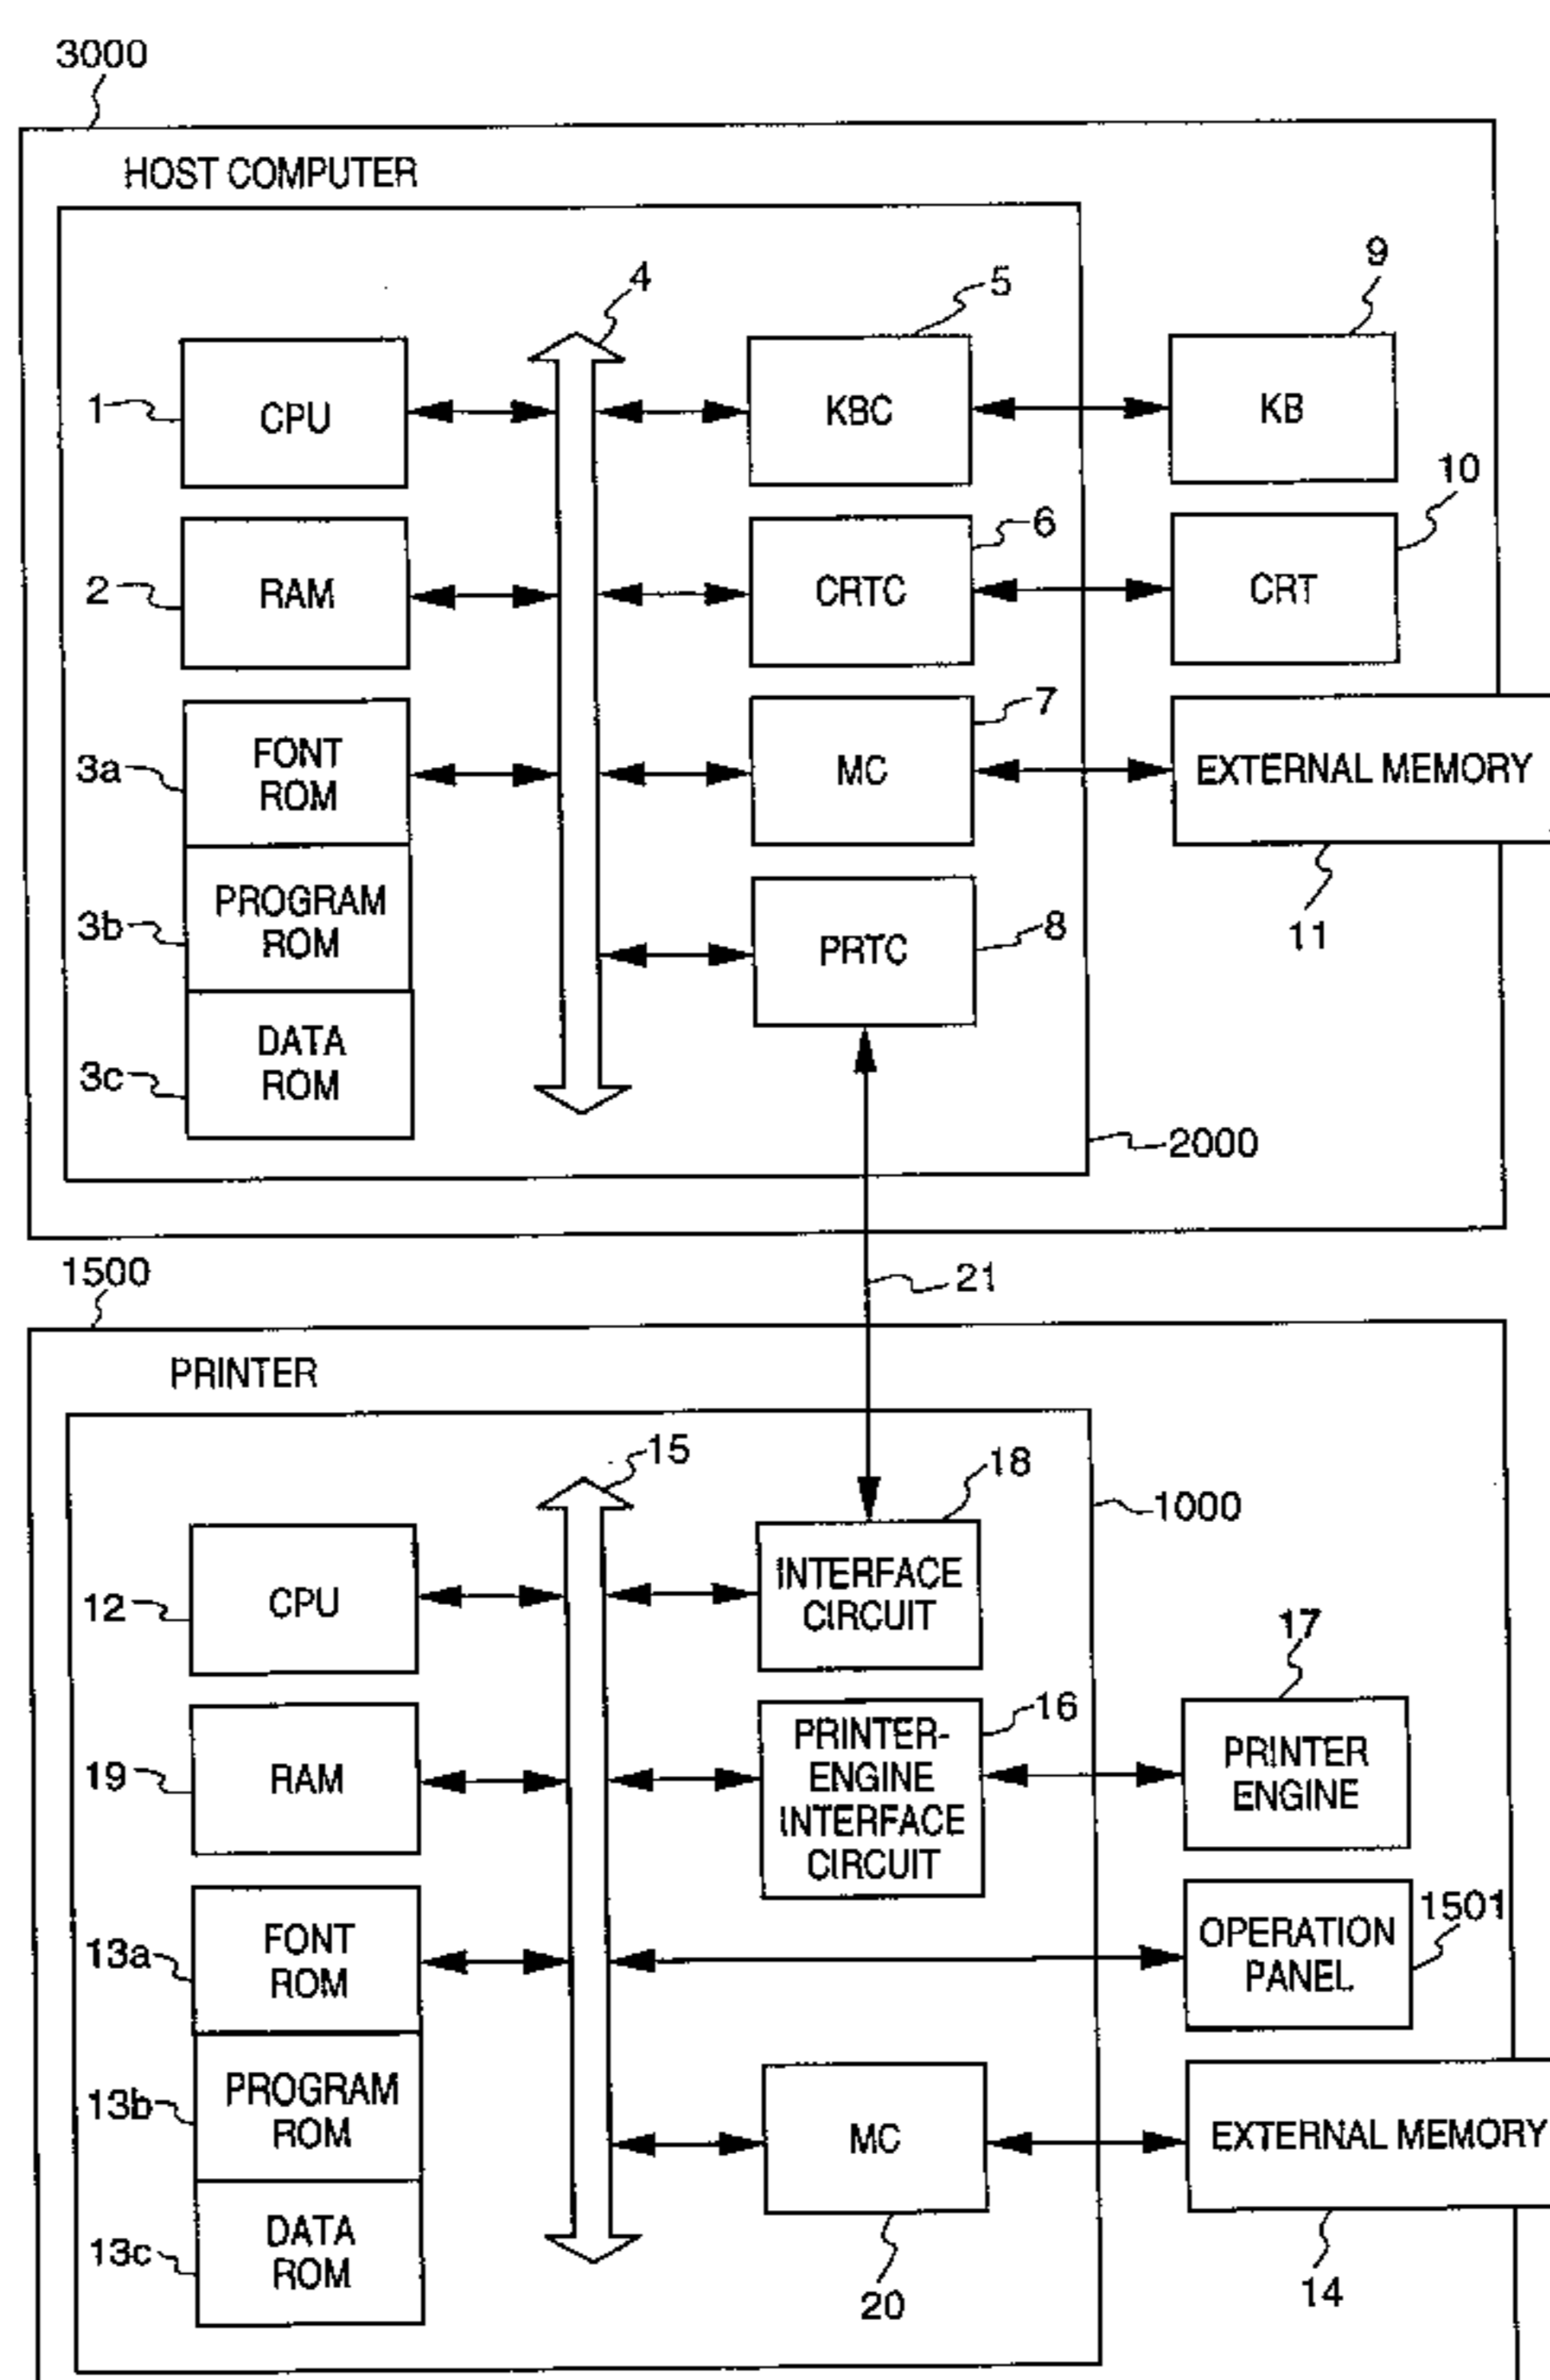 3000
HOST COMPUTER
4
5
9
1
CPU
KBC
KB
10
6
2
RAM
CRTC
CRT
7
3a
FONT
ROM
MC
EXTERNAL MEMORY
3b
PROGRAM
ROM
PRTC
8
11
3c
DATA
ROM
2000
1500
21
PRINTER
15
18
1000
12
CPU
INTERFACE
CIRCUIT
17
16
19
RAM
PRINTER-
ENGINE
INTERFACE
CIRCUIT
PRINTER
ENGINE
1501
13a
FONT
ROM
OPERATION
PANEL
13b
PROGRAM
ROM
MC
EXTERNAL MEMORY
13c
DATA
ROM
20
14